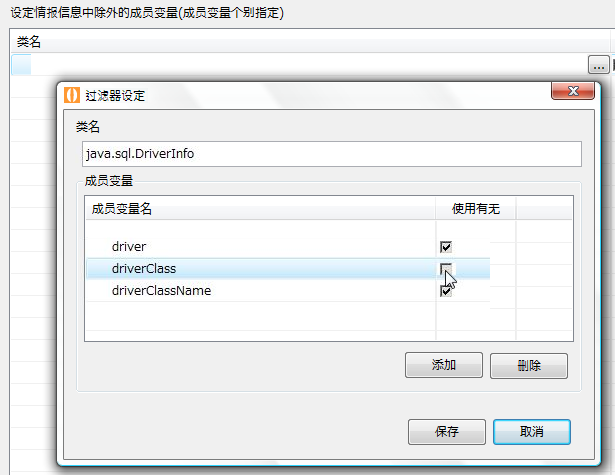 设定情报信息中除外的成员变量(成员变量个别指定)
类名
...
过滤器设定
类名
java.sql.DriverInfo
成员变量
成员变量名 使用有无
driver
driverClass
driverClassName
添加 删除
保存 取消